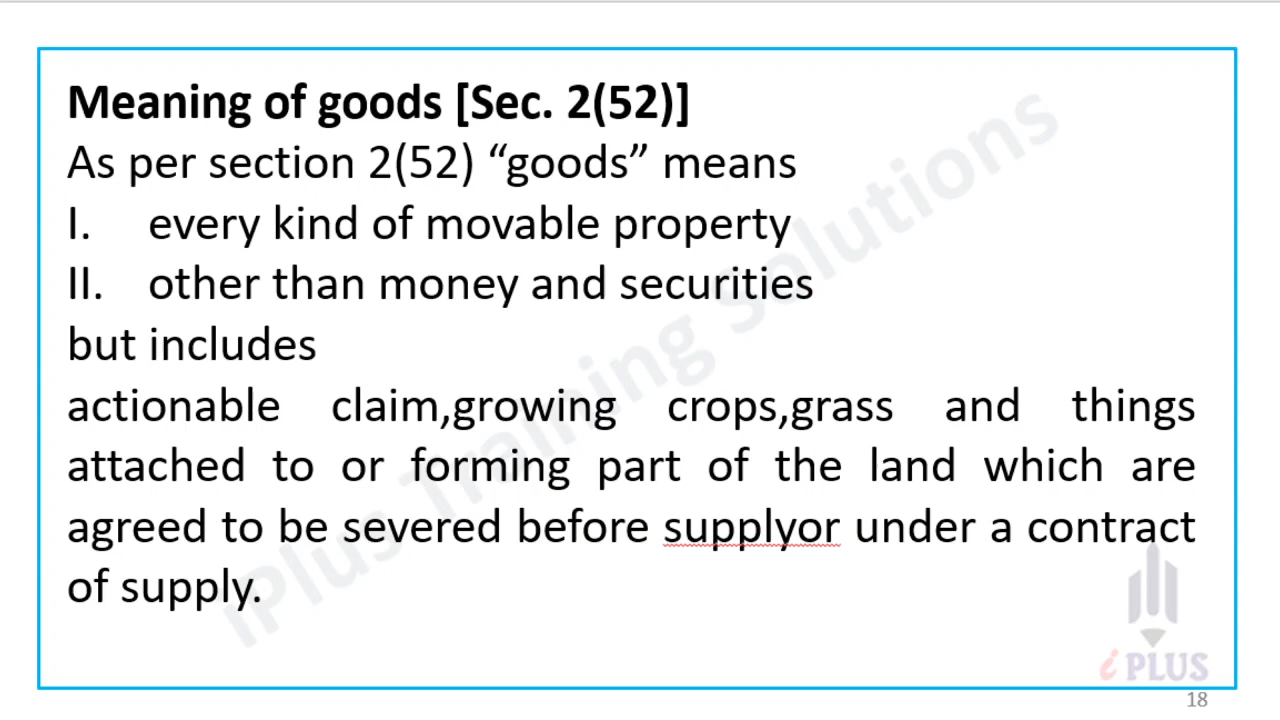 Meaning of goods [Sec. 2(52)]
As per section 2(52) “goods” means
I. every kind of movable property
II. other than money and securities
but includes
actionable claim,growing crops,grass and things
attached to or forming part of the land which are
agreed to be severed before supplyor under a contract
of supply.
iPlus Training Solutions
i PLUS
18